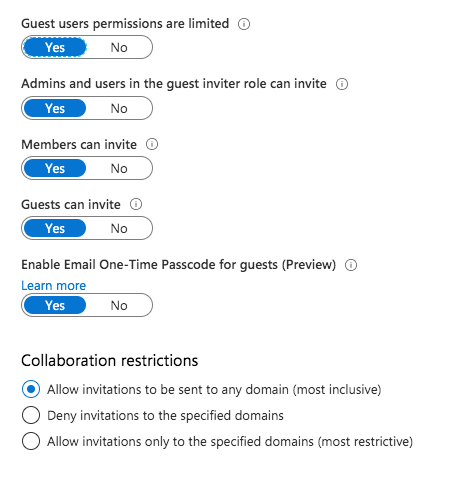 Guest users permissions are limited
Yes No
Admins and users in the guest inviter role can invite
Yes No
Members can invite
Yes No
Guests can invite
Yes No
Enable Email One-Time Passcode for guests (Preview)
Learn more
Yes No
Collaboration restrictions
Allow invitations to be sent to any domain (most inclusive)
Deny invitations to the specified domains
Allow invitations only to the specified domains (most restrictive)